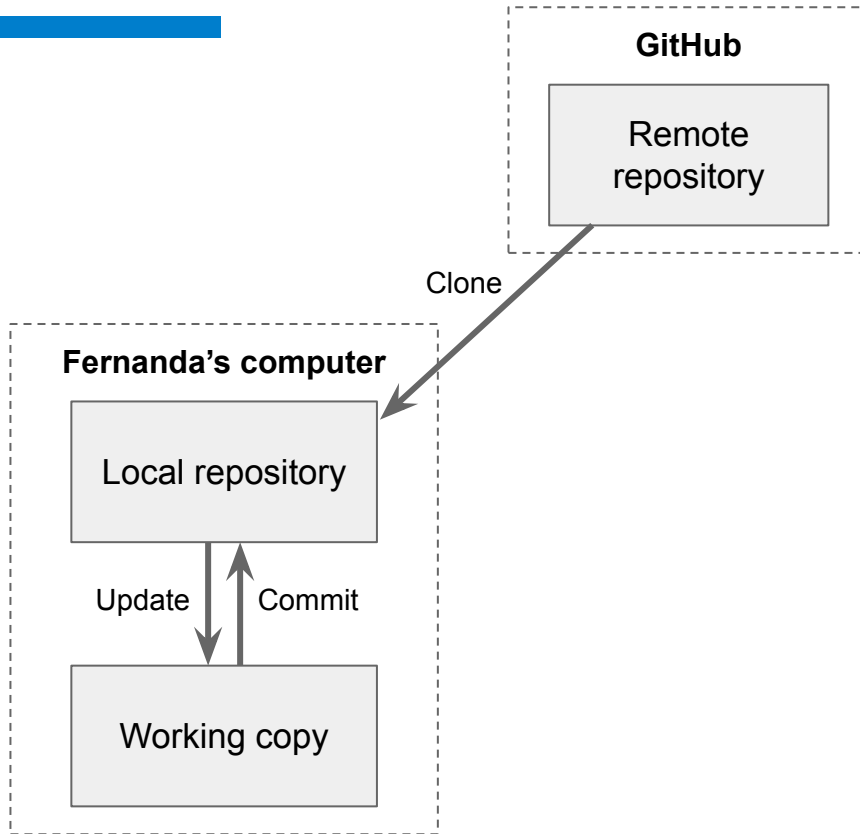 GitHub
Remote
repository
Clone
Fernanda’s computer
Local repository
Update
Commit
Working copy